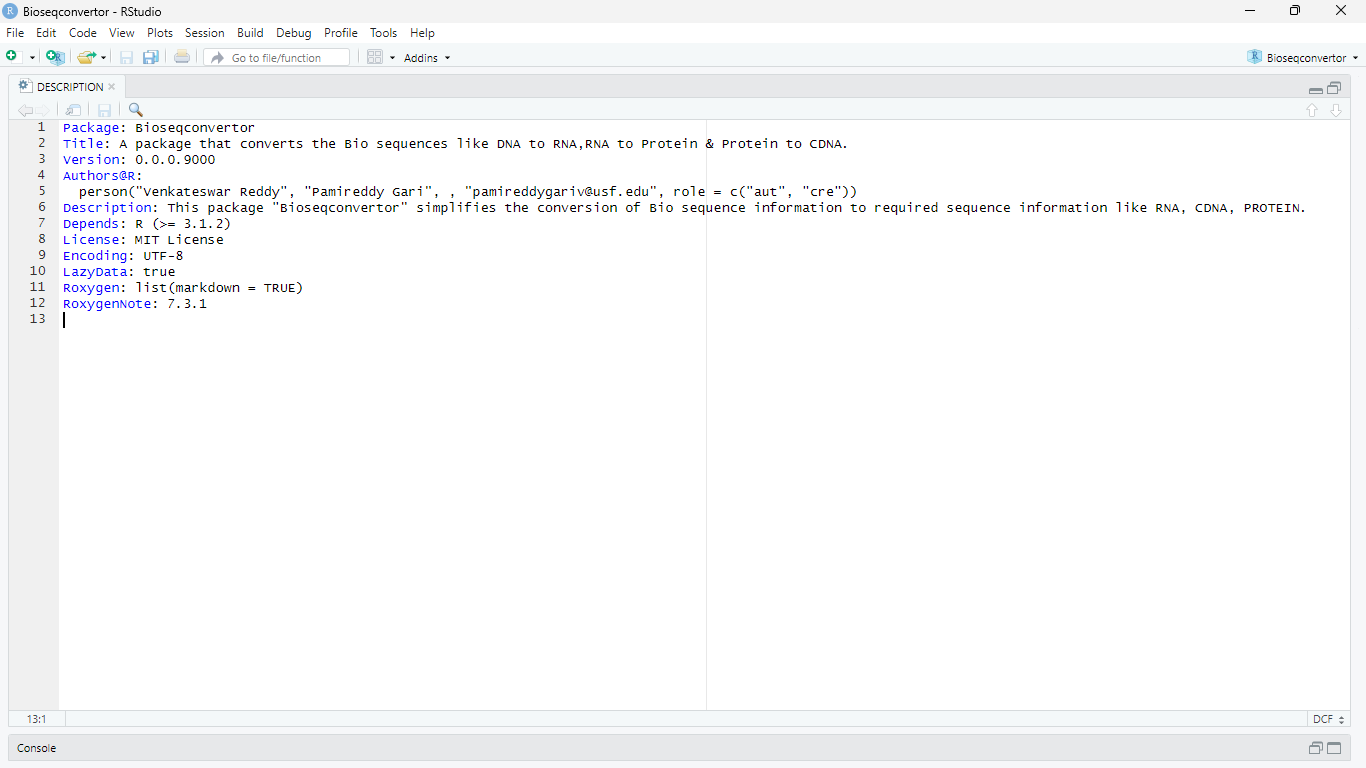 Bioseqconvertor - RStudio
File Edit Code View Plots Session Build Debug Profile Tools Help
Go to file/function Addins Bioseqconvertor
DESCRIPTION
1 Package: Bioseqconvertor
2 Title: A package that converts the Bio sequences like DNA to RNA,RNA to Protein & Protein to CDNA.
3 Version: 0.0.0.9000
4 Authors@R:
5 person("Venkateswar Reddy", "Pamireddy Gari", , "pamireddygariv@usf.edu", role = c("aut", "cre"))
6 Description: This package "Bioseqconvertor" simplifies the conversion of Bio sequence information to required sequence information like RNA, CDNA, PROTEIN.
7 Depends: R (>= 3.1.2)
8 License: MIT License
9 Encoding: UTF-8
10 LazyData: true
11 Roxygen: list(markdown = TRUE)
12 RoxygenNote: 7.3.1
13
13:1 DCF
Console